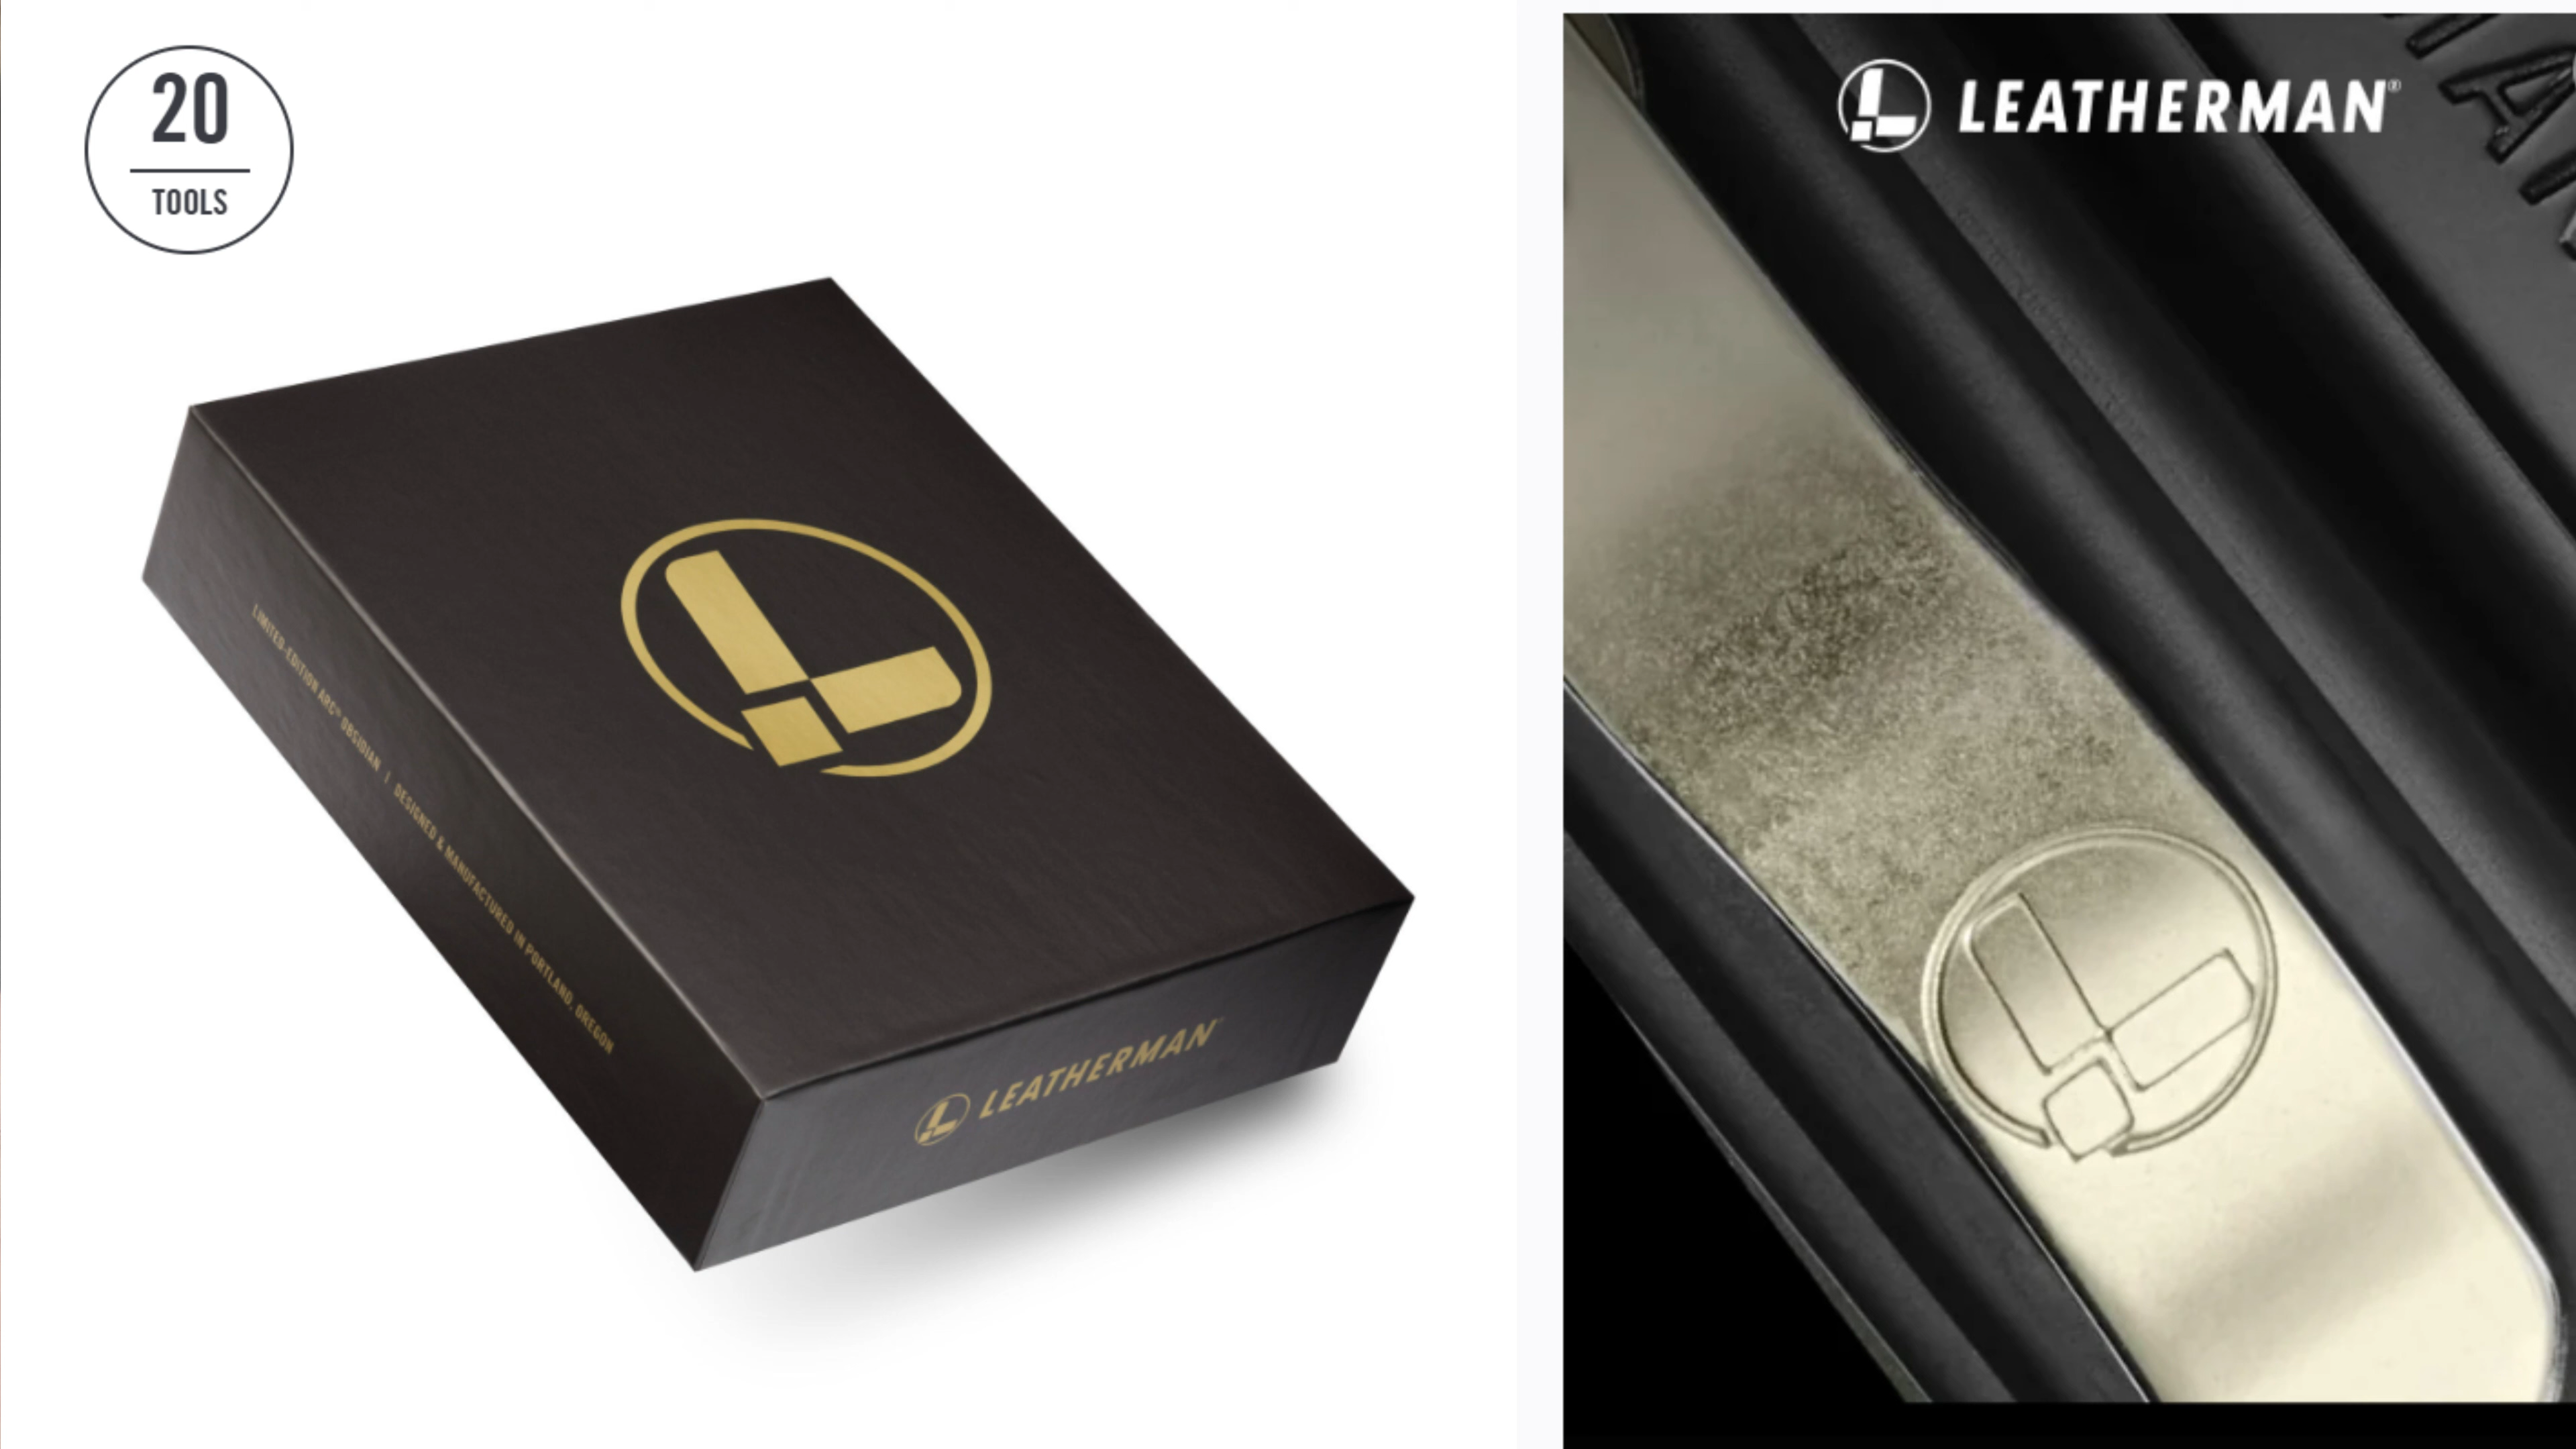 20
TOOLS
LIMITED-EDITION ARC™ OBSIDIAN | DESIGNED & MANUFACTURED IN PORTLAND, OREGON
LEATHERMAN
LEATHERMAN®